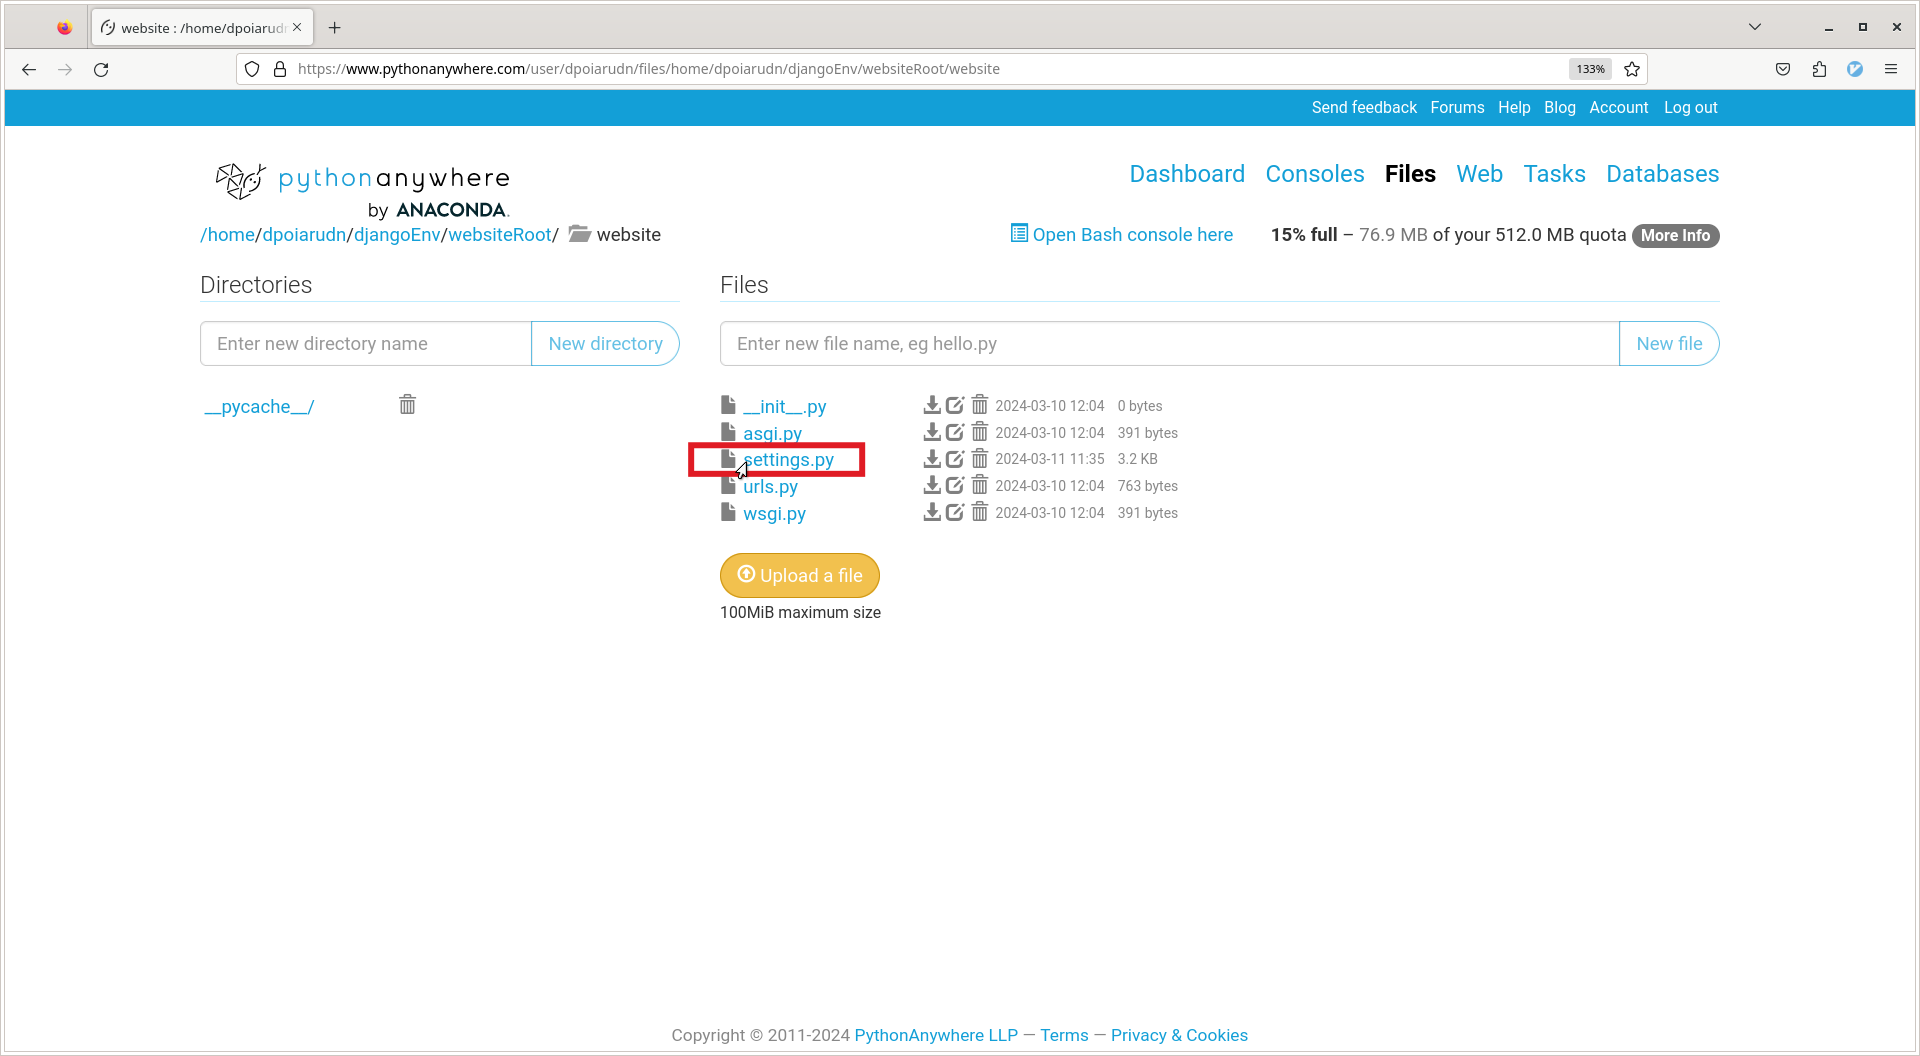 website : /home/dpoiarudn
https://www.pythonanywhere.com/user/dpoiarudn/files/home/dpoiarudn/djangoEnv/websiteRoot/website
133%
Send feedback Forums Help Blog Account Log out
pythonanywhere
by ANACONDA.
Dashboard Consoles Files Web Tasks Databases
/home/dpoiarudn/djangoEnv/websiteRoot/ website
Open Bash console here
15% full – 76.9 MB of your 512.0 MB quota More Info
Directories
Files
Enter new directory name New directory
Enter new file name, eg hello.py New file
__pycache__/
__init__.py 2024-03-10 12:04 0 bytes
asgi.py 2024-03-10 12:04 391 bytes
settings.py 2024-03-11 11:35 3.2 KB
urls.py 2024-03-10 12:04 763 bytes
wsgi.py 2024-03-10 12:04 391 bytes
Upload a file
100MiB maximum size
Copyright © 2011-2024 PythonAnywhere LLP — Terms — Privacy & Cookies